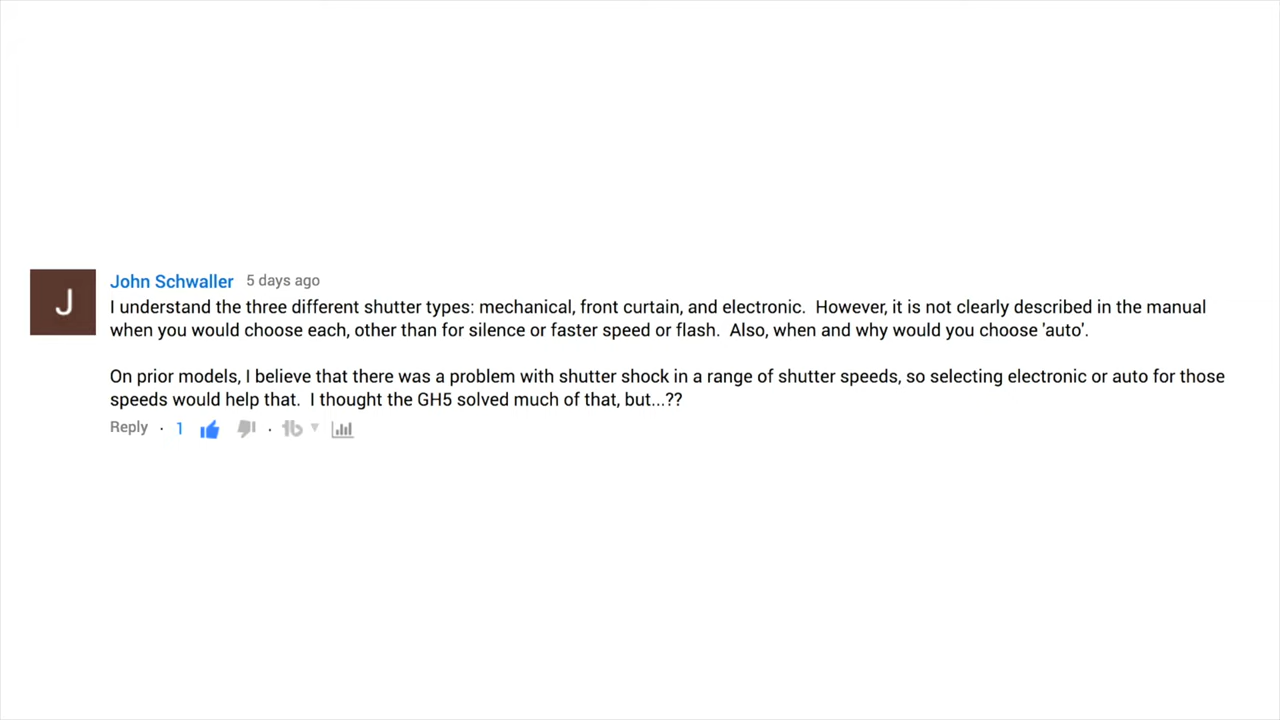 J
John Schwaller 5 days ago
I understand the three different shutter types: mechanical, front curtain, and electronic.  However, it is not clearly described in the manual
when you would choose each, other than for silence or faster speed or flash.  Also, when and why would you choose 'auto'.
On prior models, I believe that there was a problem with shutter shock in a range of shutter speeds, so selecting electronic or auto for those
speeds would help that.  I thought the GH5 solved much of that, but...??
Reply · 1 · tb